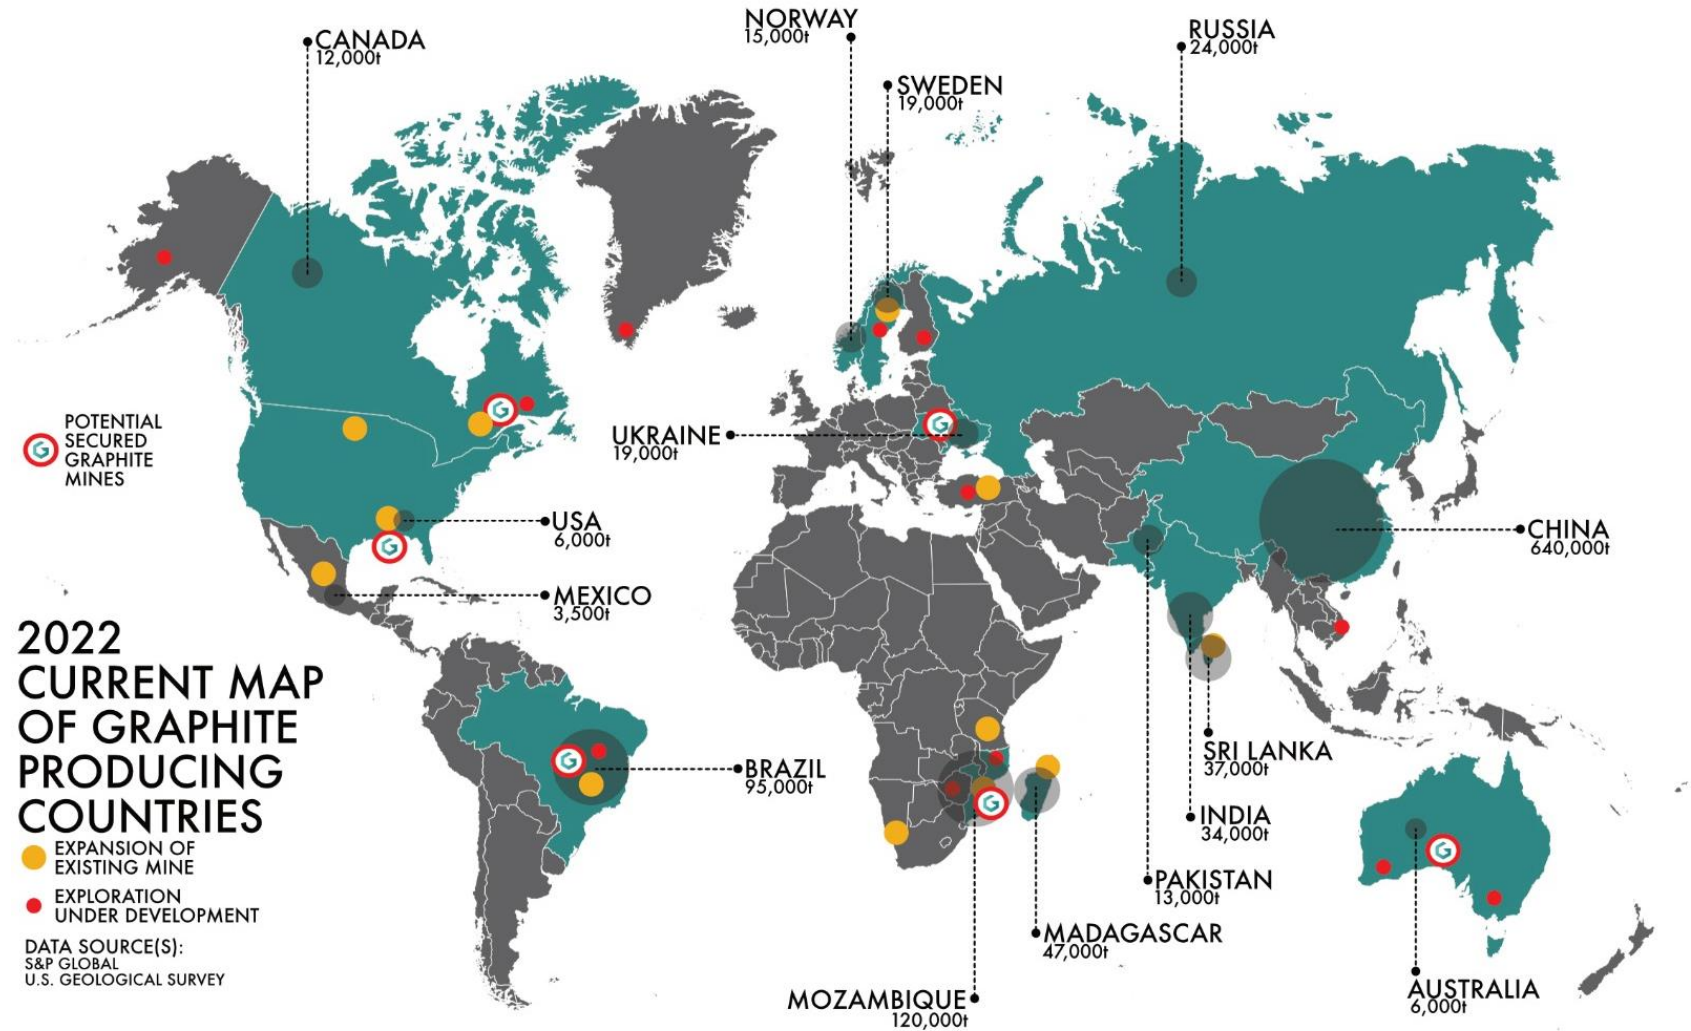 CANADA
12,000t
NORWAY
15,000t
SWEDEN
19,000t
RUSSIA
24,000t
POTENTIAL
SECURED
GRAPHITE
MINES
UKRAINE
19,000t
USA
6,000t
MEXICO
3,500t
CHINA
640,000t
2022
CURRENT MAP
OF GRAPHITE
PRODUCING
COUNTRIES
EXPANSION OF
EXISTING MINE
EXPLORATION
UNDER DEVELOPMENT
DATA SOURCE(S):
S&P GLOBAL
U.S. GEOLOGICAL SURVEY
BRAZIL
95,000t
SRI LANKA
37,000t
INDIA
34,000t
PAKISTAN
13,000t
MADAGASCAR
47,000t
MOZAMBIQUE
120,000t
AUSTRALIA
6,000t